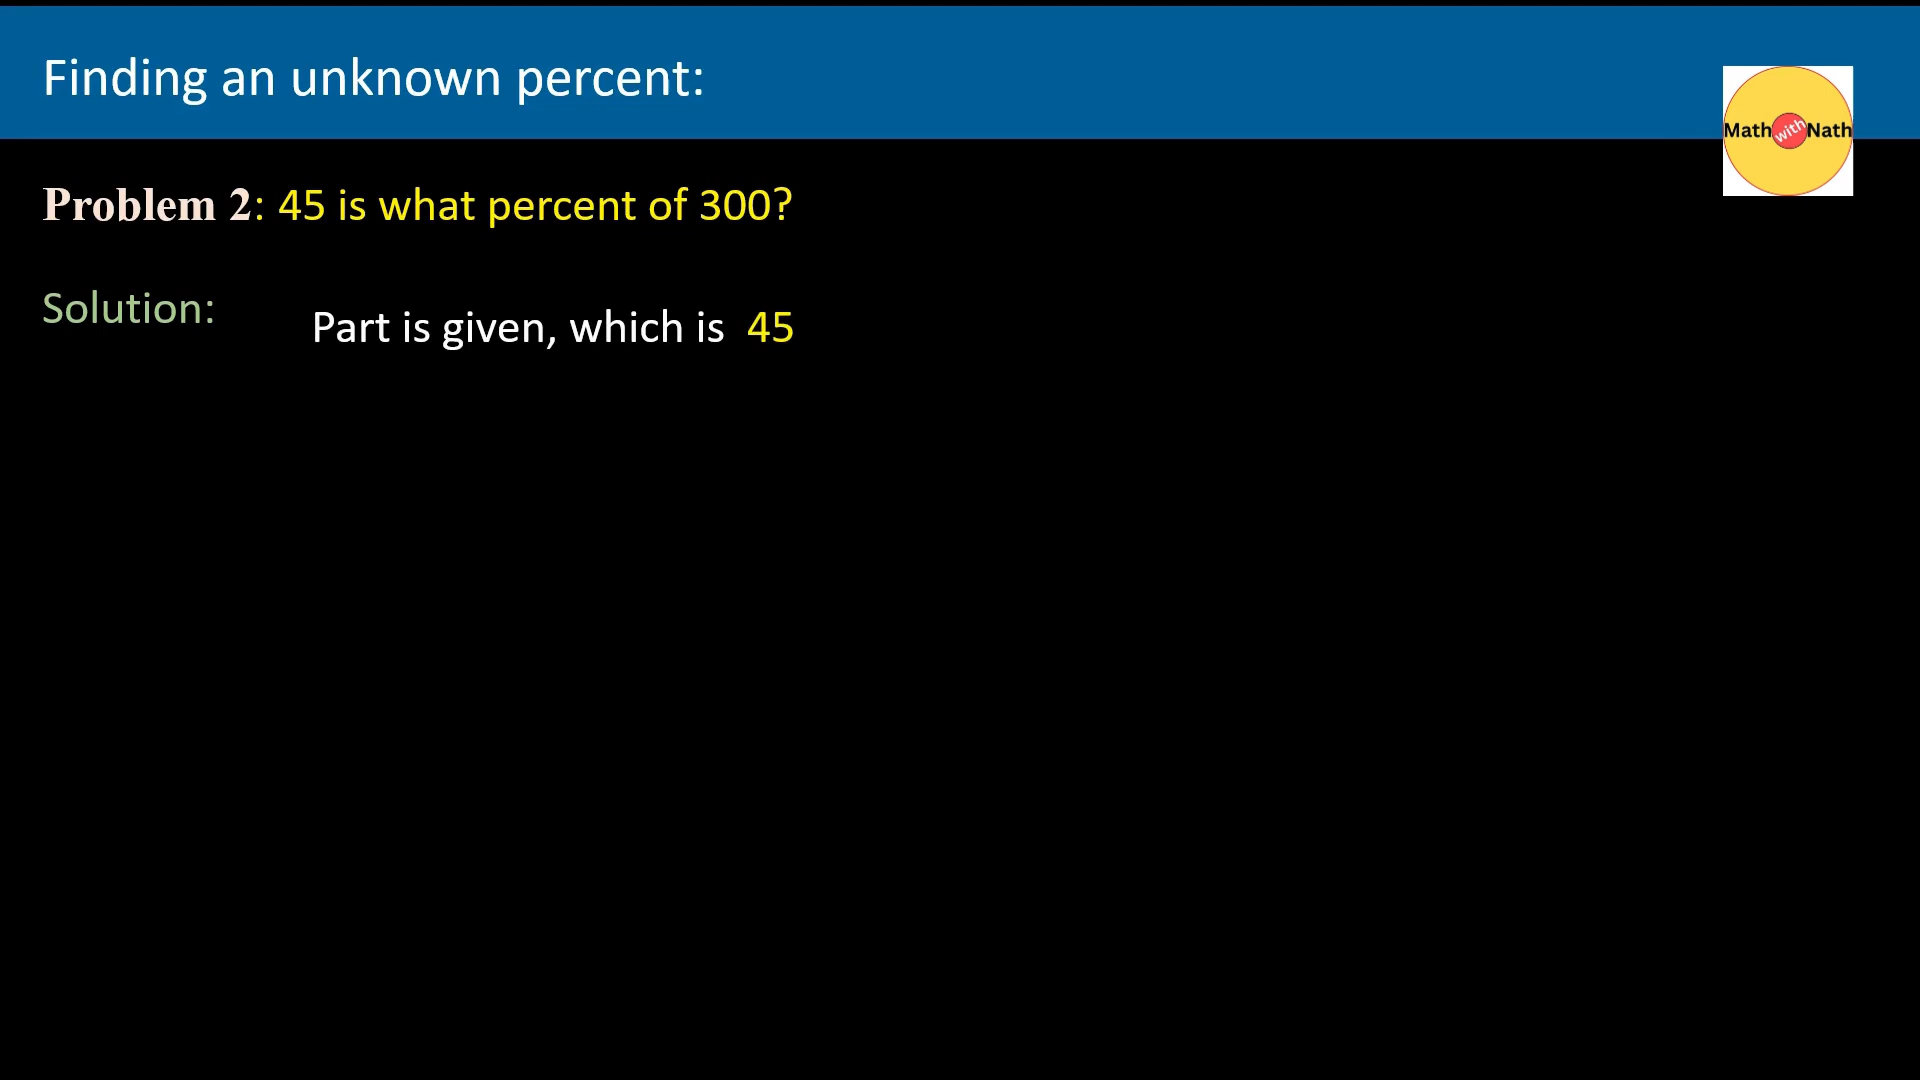 Finding an unknown percent:
Math with Nath
Problem 2: 45 is what percent of 300?
Solution:
Part is given, which is 45